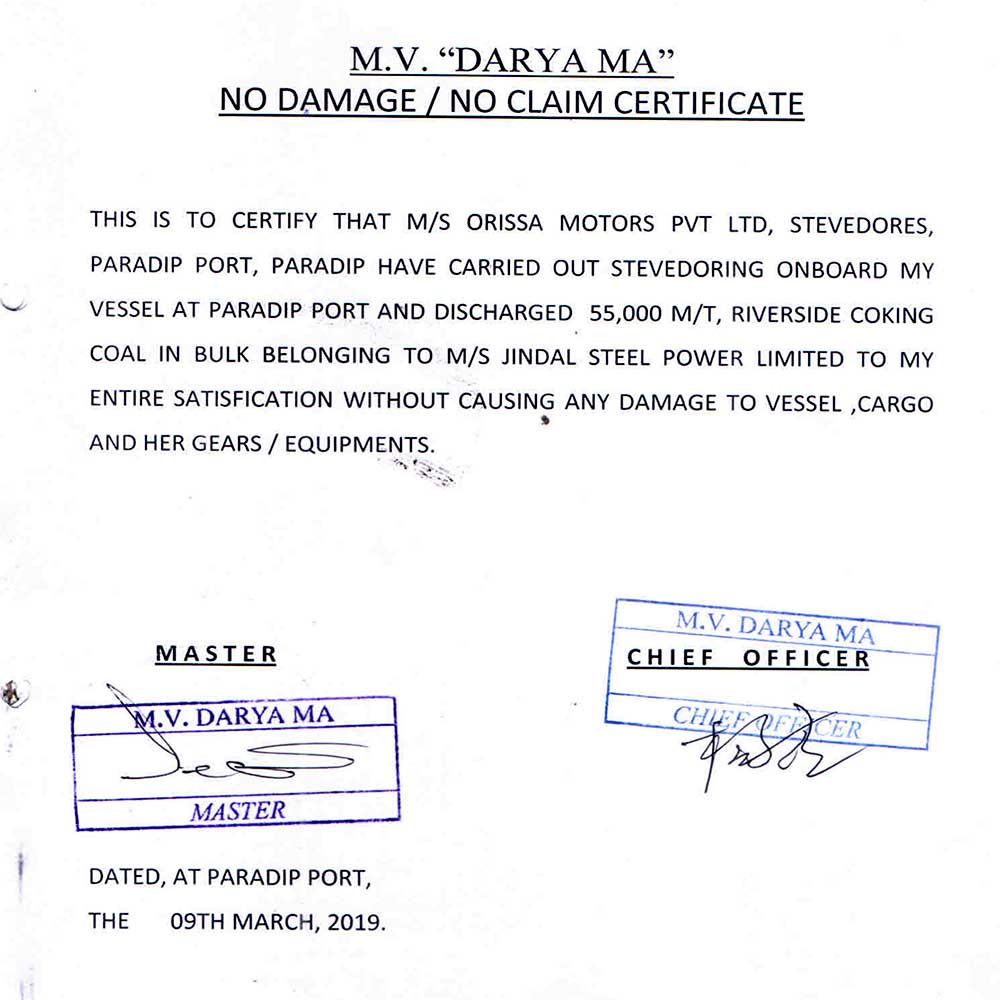 M.V. “DARYA MA”
NO DAMAGE / NO CLAIM CERTIFICATE
THIS IS TO CERTIFY THAT M/S ORISSA MOTORS PVT LTD, STEVEDORES,
PARADIP PORT, PARADIP HAVE CARRIED OUT STEVEDORING ONBOARD MY
VESSEL AT PARADIP PORT AND DISCHARGED 55,000 M/T, RIVERSIDE COKING
COAL IN BULK BELONGING TO M/S JINDAL STEEL POWER LIMITED TO MY
ENTIRE SATISFICATION WITHOUT CAUSING ANY DAMAGE TO VESSEL ,CARGO
AND HER GEARS / EQUIPMENTS.
MASTER
M.V. DARYA MA
MASTER
M.V. DARYA MA
CHIEF OFFICER
CHIEF OFFICER
DATED, AT PARADIP PORT,
THE 09TH MARCH, 2019.